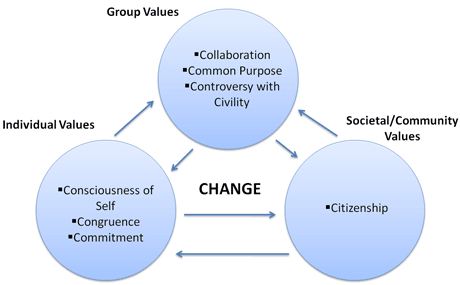 Group Values
▪Collaboration
▪Common Purpose
▪Controversy with
Civility
Individual Values
▪Consciousness of
Self
▪Congruence
▪Commitment
CHANGE
Societal/Community
Values
▪Citizenship